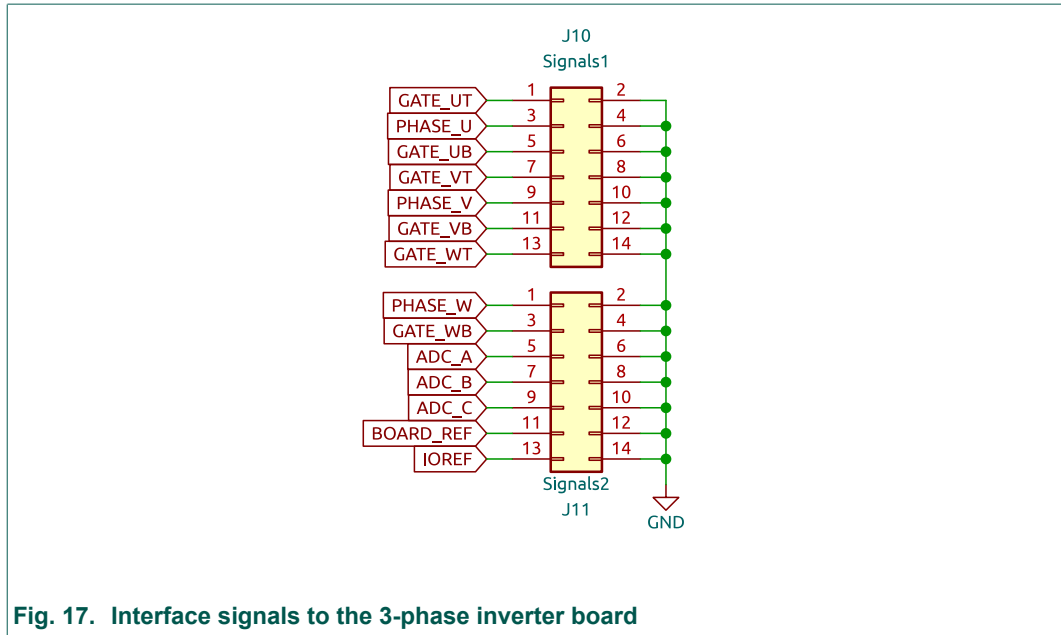 J10
Signals1
GATE_UT 1 2
PHASE_U 3 4
GATE_UB 5 6
GATE_VT 7 8
PHASE_V 9 10
GATE_VB 11 12
GATE_WT 13 14
PHASE_W 1 2
GATE_WB 3 4
ADC_A 5 6
ADC_B 7 8
ADC_C 9 10
BOARD_REF 11 12
IOREF 13 14
Signals2
J11
GND
Fig. 17. Interface signals to the 3-phase inverter board